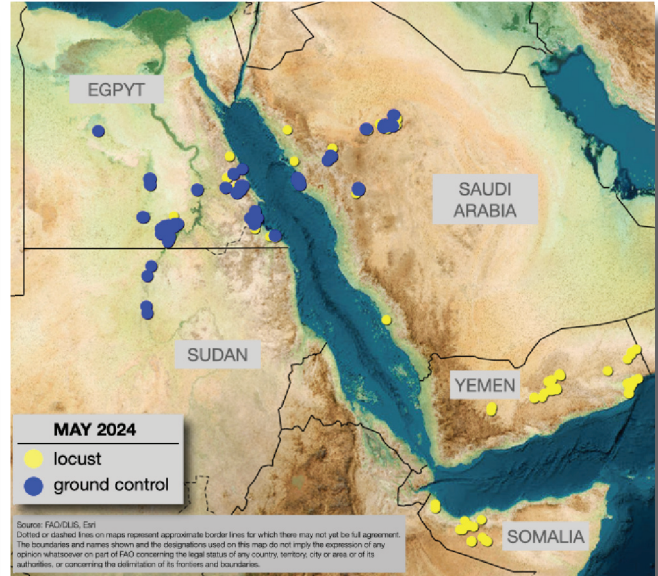 EGPYT
SAUDI
ARABIA
SUDAN
YEMEN
MAY 2024
locust
ground control
SOMALIA
Source: FAO/DLIS, Esri
Dotted or dashed lines on maps represent approximate border lines for which there may not yet be full agreement.
The boundaries and names shown and the designations used on this map do not imply the expression of any
opinion whatsoever on part of FAO concerning the legal status of any country, territory, city or area or of its
authorities, or concerning the delimitation of its frontiers and boundaries.